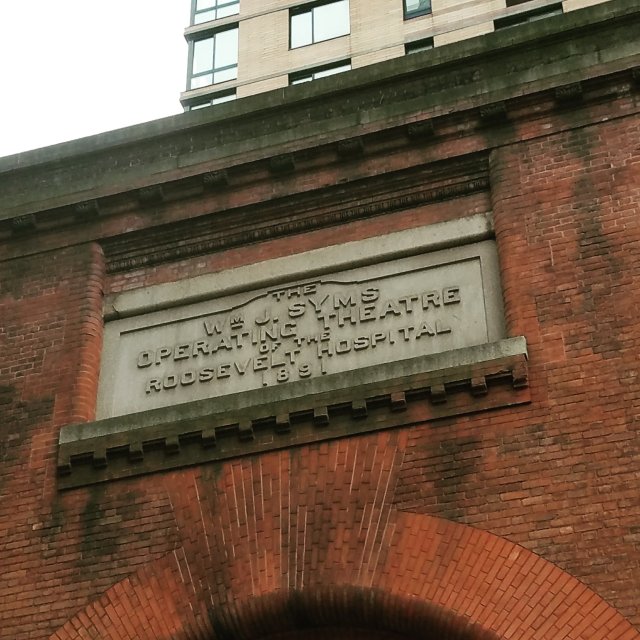 THE
WM J. SYMS
OPERATING THEATRE
OF THE
ROOSEVELT HOSPITAL
1891